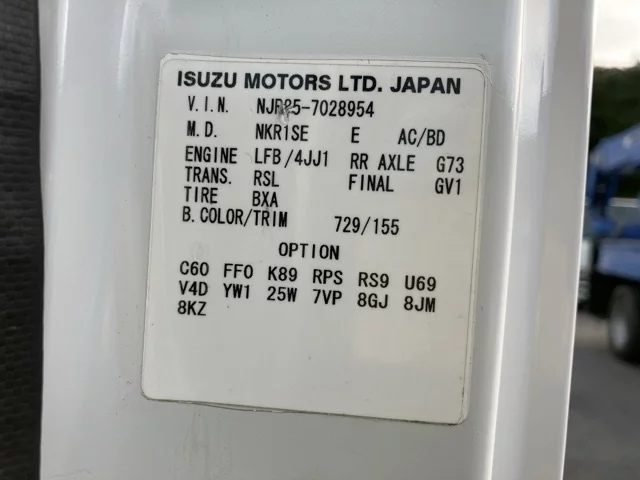 ISUZU MOTORS LTD. JAPAN
V.I.N. NJR85-7028954
M.D. NKR1SE E AC/BD
ENGINE LFB/4JJ1 RR AXLE G73
TRANS. RSL FINAL GV1
TIRE BXA
B.COLOR/TRIM 729/155
OPTION
C60 FF0 K89 RPS RS9 U69
V4D YW1 25W 7VP 8GJ 8JM
8KZ